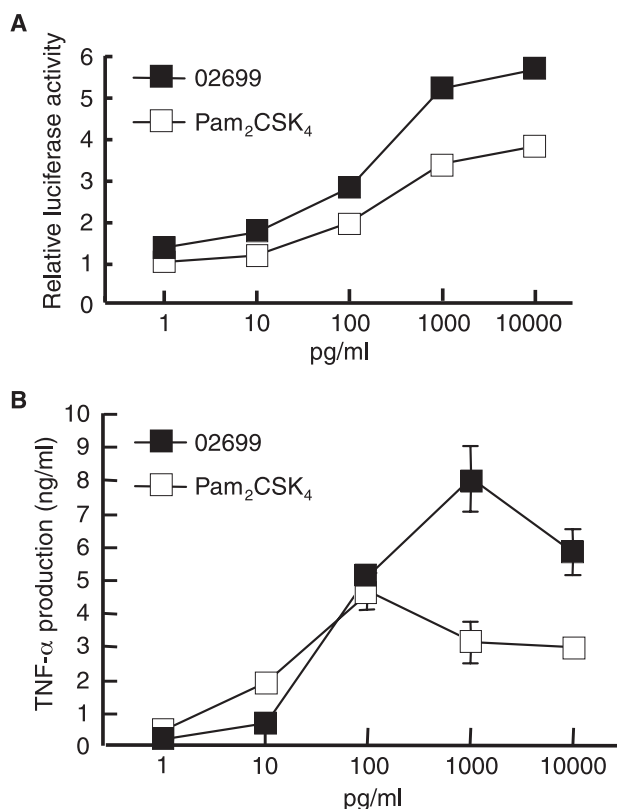 A
Relative luciferase activity
6
5
4
3
2
1
0
02699
Pam₂CSK₄
1 10 100 1000 10000
pg/ml
B
TNF-α production (ng/ml)
10
9
8
7
6
5
4
3
2
1
0
02699
Pam₂CSK₄
1 10 100 1000 10000
pg/ml